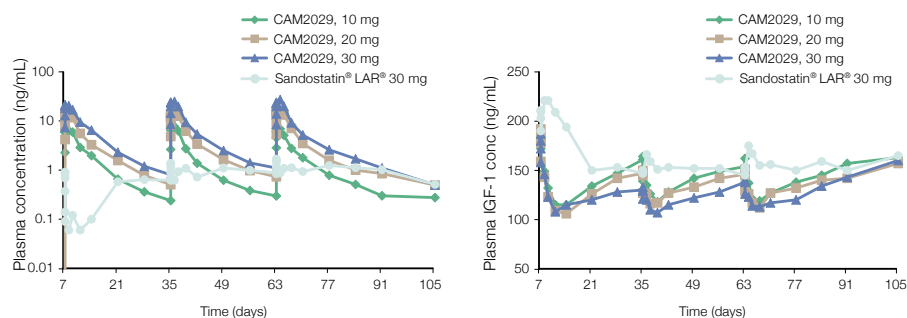 CAM2029, 10 mg
CAM2029, 20 mg
CAM2029, 30 mg
Sandostatin® LAR® 30 mg
Plasma concentration (ng/mL)
100
10
1
0.1
0.01
7 21 35 49 63 77 91 105
Time (days)
CAM2029, 10 mg
CAM2029, 20 mg
CAM2029, 30 mg
Sandostatin® LAR® 30 mg
Plasma IGF-1 conc (ng/mL)
250
200
150
100
50
7 21 35 49 63 77 91 105
Time (days)